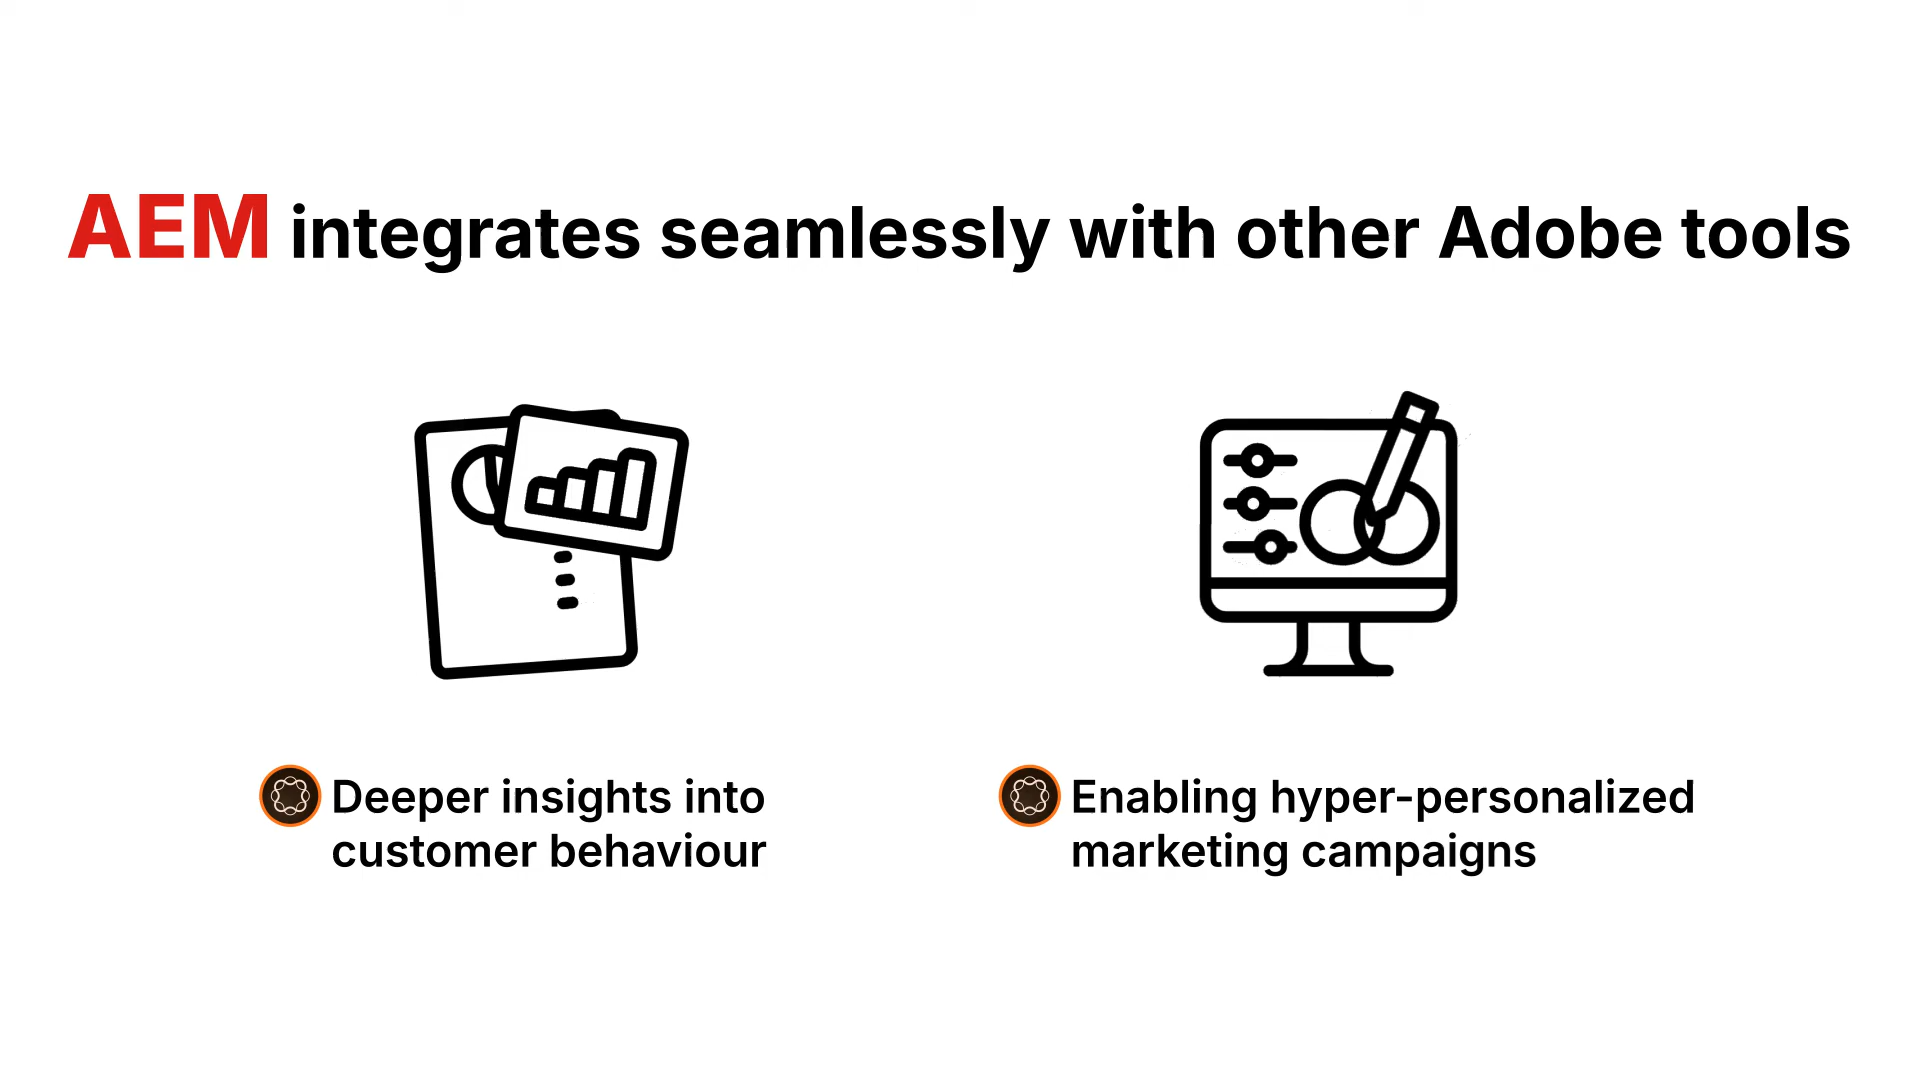 AEM integrates seamlessly with other Adobe tools
Deeper insights into
customer behaviour
Enabling hyper-personalized
marketing campaigns